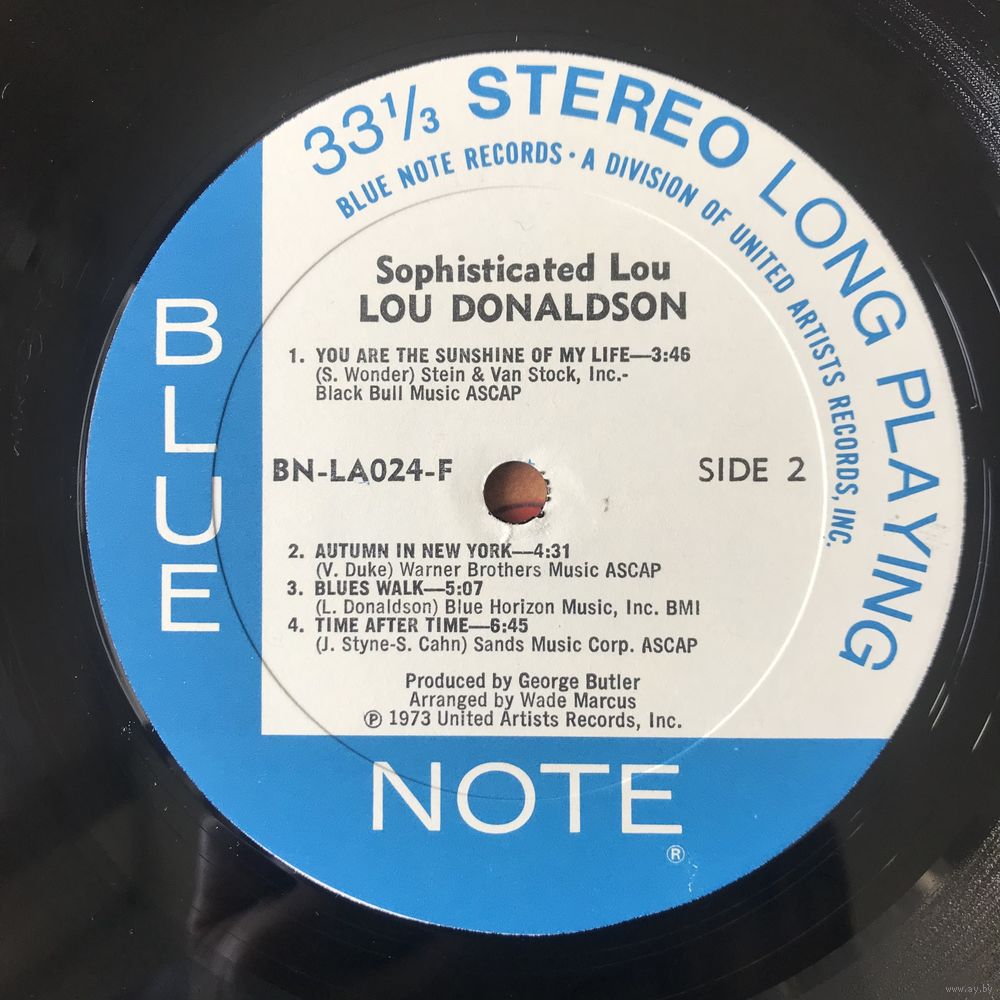 33⅓ STEREO LONG PLAYING
BLUE NOTE RECORDS · A DIVISION OF UNITED ARTISTS RECORDS, INC.
Sophisticated Lou
LOU DONALDSON
1. YOU ARE THE SUNSHINE OF MY LIFE—3:46
(S. Wonder) Stein & Van Stock, Inc.-
Black Bull Music ASCAP
BN-LA024-F
SIDE 2
2. AUTUMN IN NEW YORK—4:31
(V. Duke) Warner Brothers Music ASCAP
3. BLUES WALK—5:07
(L. Donaldson) Blue Horizon Music, Inc. BMI
4. TIME AFTER TIME—6:45
(J. Styne-S. Cahn) Sands Music Corp. ASCAP
Produced by George Butler
Arranged by Wade Marcus
℗ 1973 United Artists Records, Inc.
BLUE
NOTE
®
www.ay.by